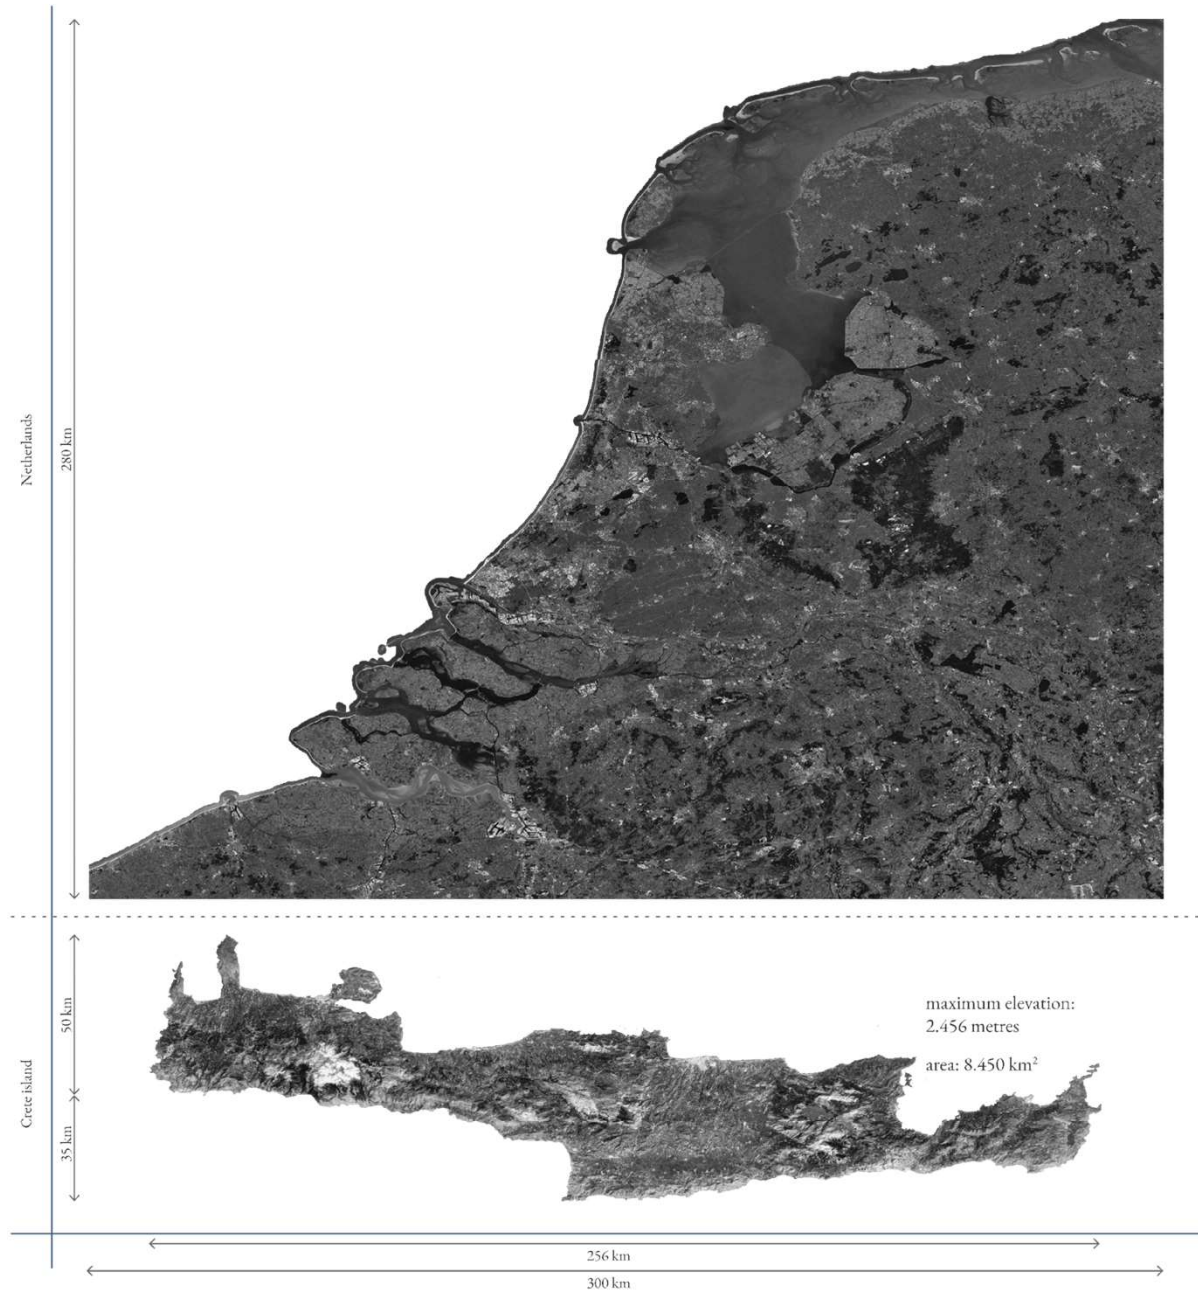 Netherlands
280 km
Crete island
50 km
35 km
maximum elevation:
2.456 metres
area: 8.450 km²
256 km
300 km